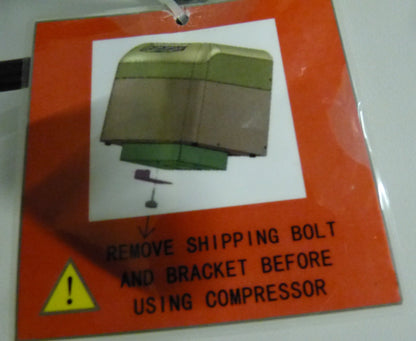 REMOVE SHIPPING BOLT
AND BRACKET BEFORE
USING COMPRESSOR